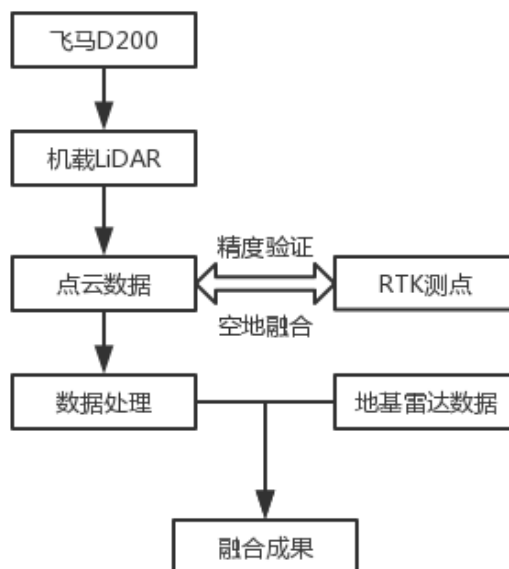 飞马D200
机载LiDAR
精度验证
点云数据
RTK测点
空地融合
数据处理
地基雷达数据
融合成果